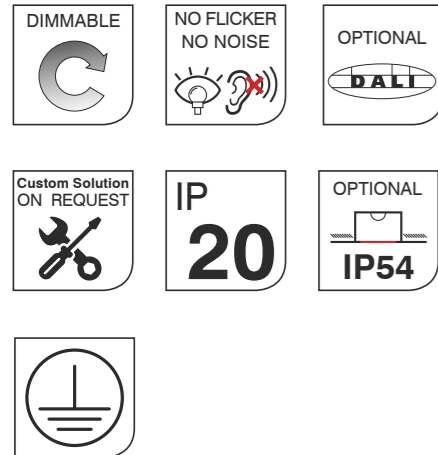 DIMMABLE
NO FLICKER
NO NOISE
OPTIONAL
DALI
Custom Solution
ON REQUEST
IP
20
OPTIONAL
IP54